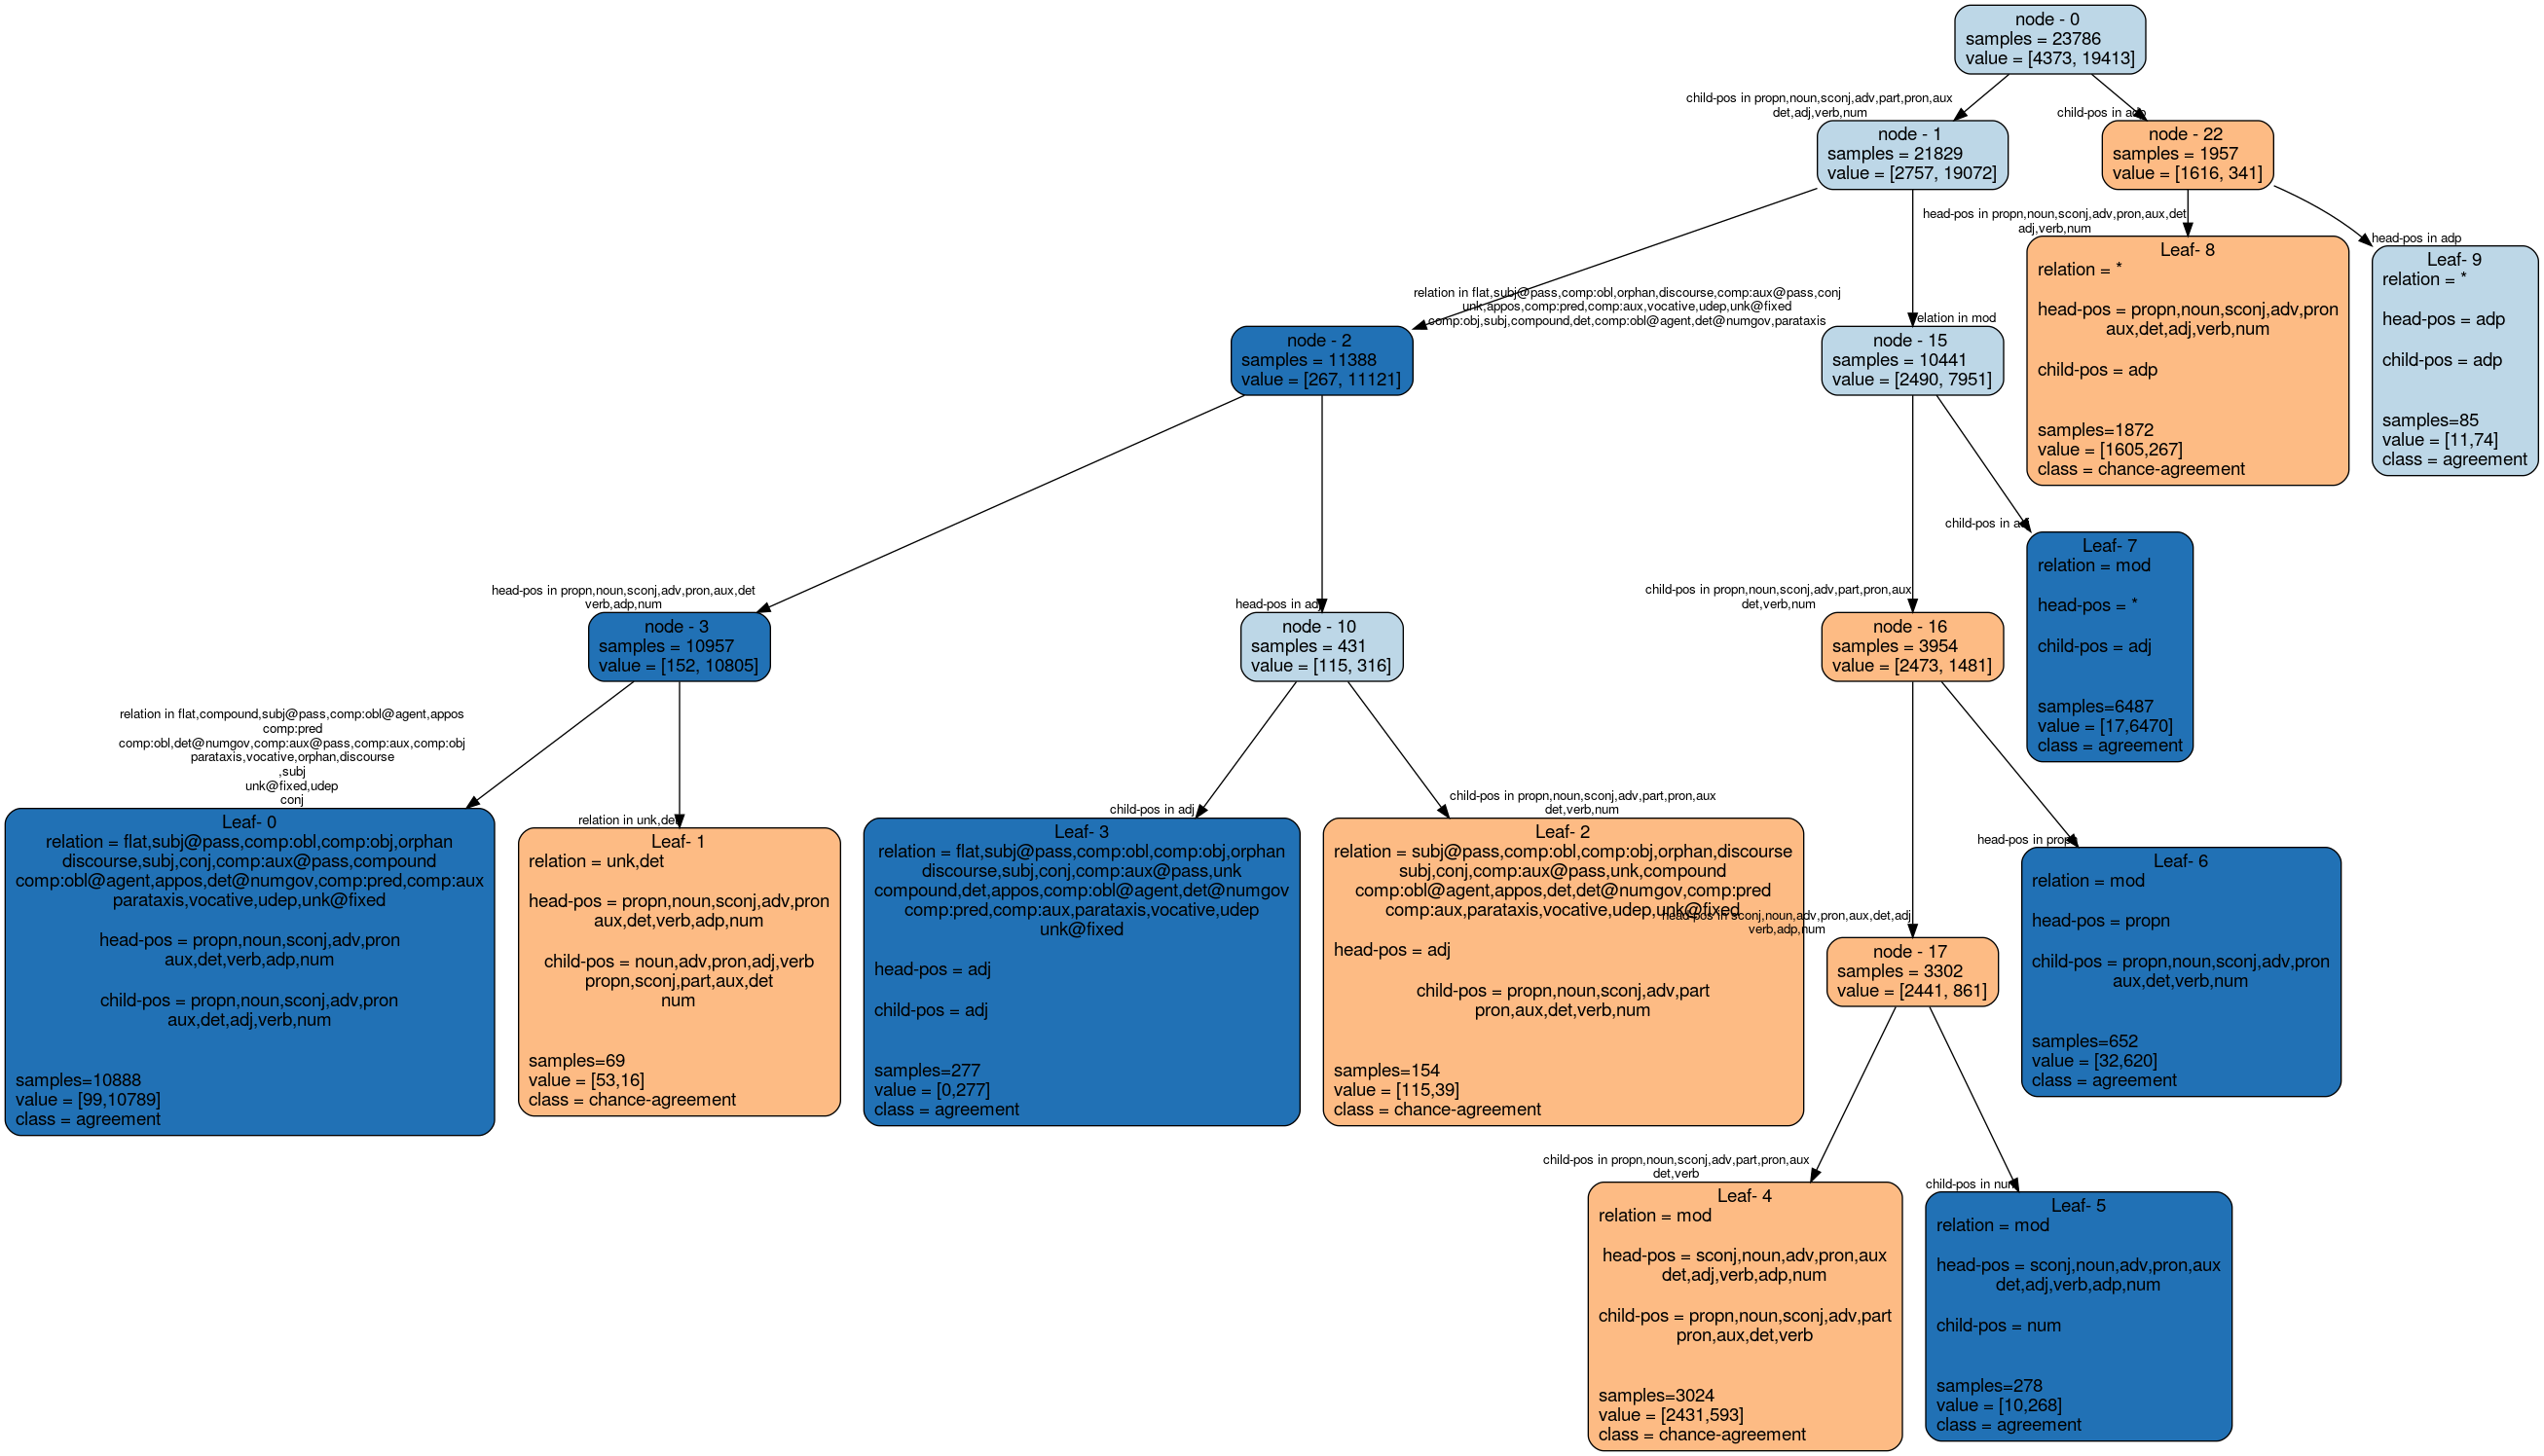 node - 0
samples = 23786
value = [4373, 19413]
child-pos in propn,noun,sconj,adv,part,pron,aux
det,adj,verb,num
child-pos in adp
node - 1
samples = 21829
value = [2757, 19072]
node - 22
samples = 1957
value = [1616, 341]
relation in flat,subj@pass,comp:obl,orphan,discourse,comp:aux@pass,conj
unk,appos,comp:pred,comp:aux,vocative,udep,unk@fixed
comp:obj,subj,compound,det,comp:obl@agent,det@numgov,parataxis
relation in mod
head-pos in propn,noun,sconj,adv,pron,aux,det
adj,verb,num
head-pos in adp
node - 2
samples = 11388
value = [267, 11121]
node - 15
samples = 10441
value = [2490, 7951]
Leaf- 8
relation = *
head-pos = propn,noun,sconj,adv,pron
aux,det,adj,verb,num
child-pos = adp
samples=1872
value = [1605,267]
class = chance-agreement
Leaf- 9
relation = *
head-pos = adp
child-pos = adp
samples=85
value = [11,74]
class = agreement
head-pos in propn,noun,sconj,adv,pron,aux,det
verb,adp,num
head-pos in adj
child-pos in propn,noun,sconj,adv,part,pron,aux
det,verb,num
child-pos in adj
node - 3
samples = 10957
value = [152, 10805]
node - 10
samples = 431
value = [115, 316]
node - 16
samples = 3954
value = [2473, 1481]
Leaf- 7
relation = mod
head-pos = *
child-pos = adj
samples=6487
value = [17,6470]
class = agreement
relation in flat,compound,subj@pass,comp:obl@agent,appos
comp:pred
comp:obl,det@numgov,comp:aux@pass,comp:aux,comp:obj
parataxis,vocative,orphan,discourse
,subj
unk@fixed,udep
conj
relation in unk,det
child-pos in adj
child-pos in propn,noun,sconj,adv,part,pron,aux
det,verb,num
head-pos in sconj,noun,adv,pron,aux,det,adj
verb,adp,num
head-pos in propn
Leaf- 0
relation = flat,subj@pass,comp:obl,comp:obj,orphan
discourse,subj,conj,comp:aux@pass,compound
comp:obl@agent,appos,det@numgov,comp:pred,comp:aux
parataxis,vocative,udep,unk@fixed
head-pos = propn,noun,sconj,adv,pron
aux,det,verb,adp,num
child-pos = propn,noun,sconj,adv,pron
aux,det,adj,verb,num
samples=10888
value = [99,10789]
class = agreement
Leaf- 1
relation = unk,det
head-pos = propn,noun,sconj,adv,pron
aux,det,verb,adp,num
child-pos = noun,adv,pron,adj,verb
propn,sconj,part,aux,det
num
samples=69
value = [53,16]
class = chance-agreement
Leaf- 3
relation = flat,subj@pass,comp:obl,comp:obj,orphan
discourse,subj,conj,comp:aux@pass,unk
compound,det,appos,comp:obl@agent,det@numgov
comp:pred,comp:aux,parataxis,vocative,udep
unk@fixed
head-pos = adj
child-pos = adj
samples=277
value = [0,277]
class = agreement
Leaf- 2
relation = subj@pass,comp:obl,comp:obj,orphan,discourse
subj,conj,comp:aux@pass,unk,compound
comp:obl@agent,appos,det,det@numgov,comp:pred
comp:aux,parataxis,vocative,udep,unk@fixed
head-pos = adj
child-pos = propn,noun,sconj,adv,part
pron,aux,det,verb,num
samples=154
value = [115,39]
class = chance-agreement
node - 17
samples = 3302
value = [2441, 861]
Leaf- 6
relation = mod
head-pos = propn
child-pos = propn,noun,sconj,adv,pron
aux,det,verb,num
samples=652
value = [32,620]
class = agreement
child-pos in propn,noun,sconj,adv,part,pron,aux
det,verb
child-pos in num
Leaf- 4
relation = mod
head-pos = sconj,noun,adv,pron,aux
det,adj,verb,adp,num
child-pos = propn,noun,sconj,adv,part
pron,aux,det,verb
samples=3024
value = [2431,593]
class = chance-agreement
Leaf- 5
relation = mod
head-pos = sconj,noun,adv,pron,aux
det,adj,verb,adp,num
child-pos = num
samples=278
value = [10,268]
class = agreement